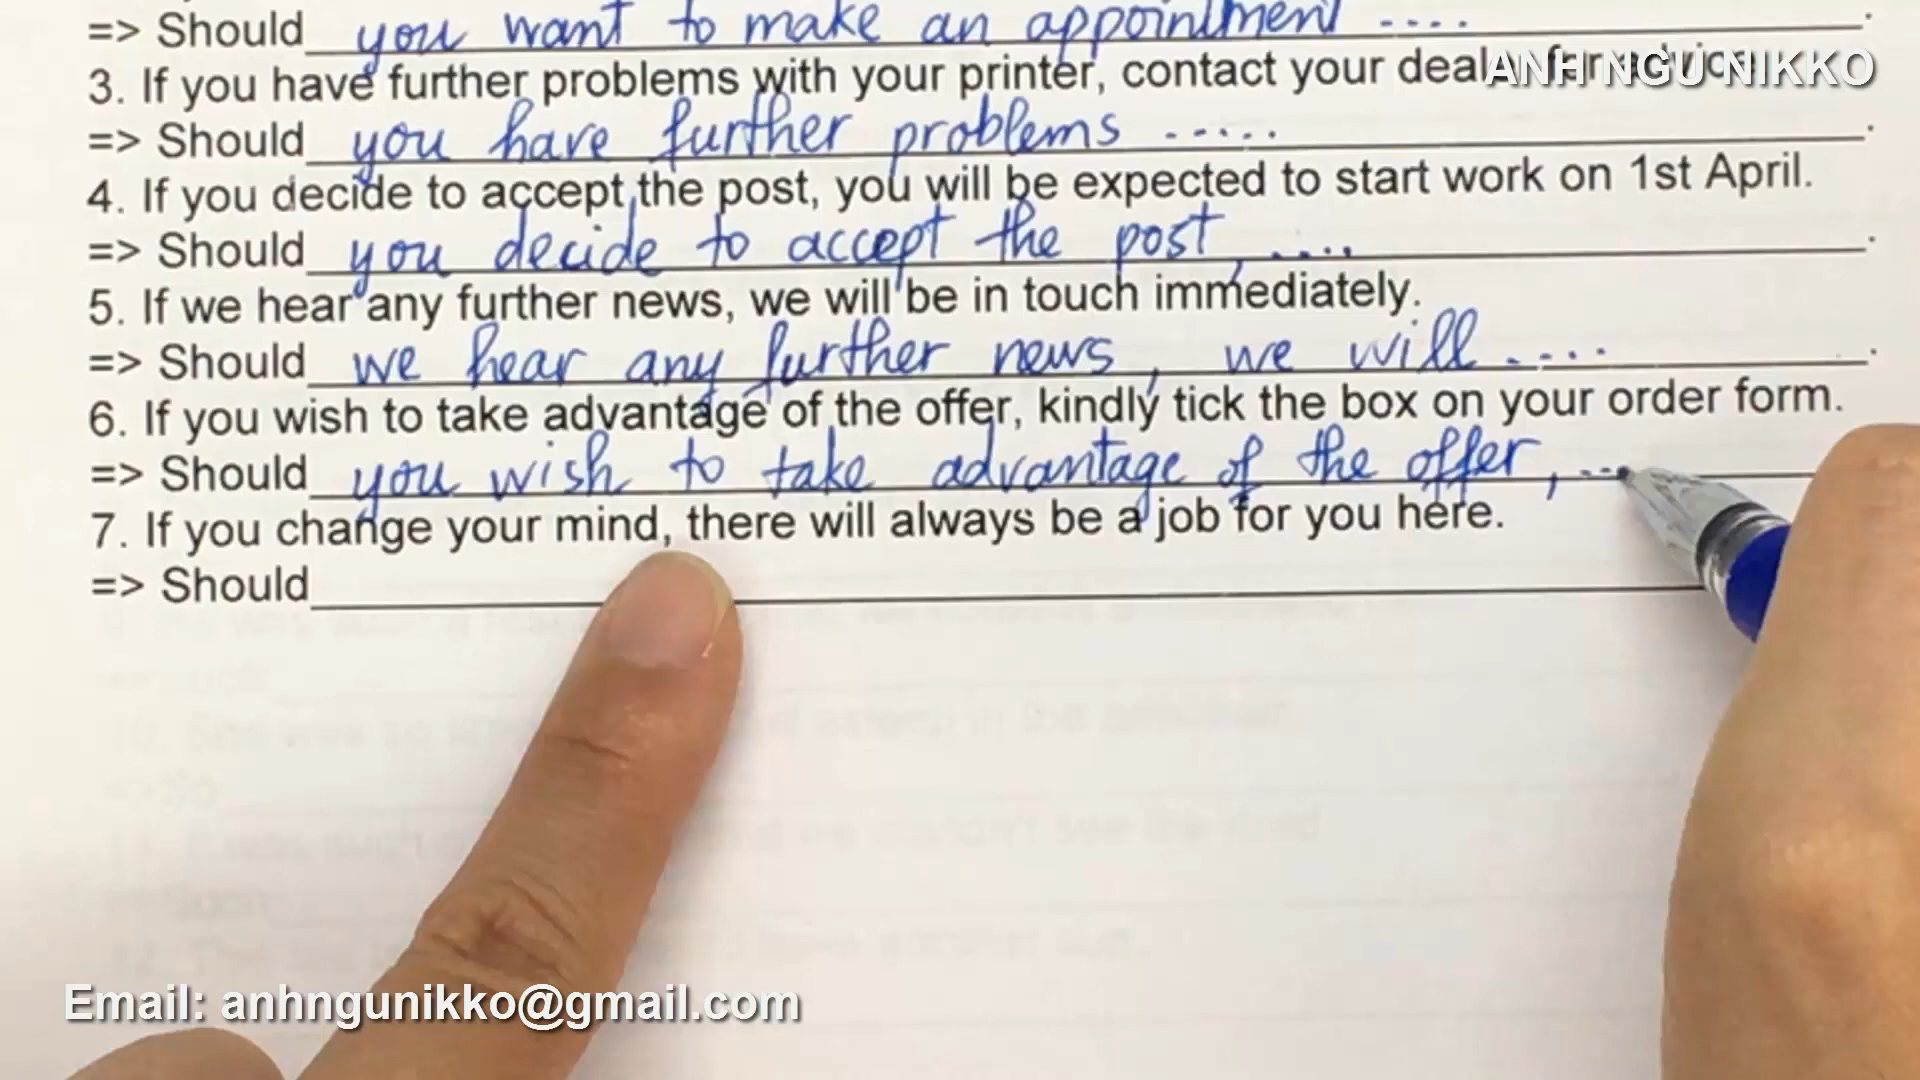 => Should you want to make an appointment ....
3. If you have further problems with your printer, contact your
ANH NGU NIKKO
=> Should you have further problems .....
4. If you decide to accept the post, you will be expected to start work on 1st April.
=> Should you decide to accept the post, ....
5. If we hear any further news, we will be in touch immediately.
=> Should we hear any further news, we will .....
6. If you wish to take advantage of the offer, kindly tick the box on your order form.
=> Should you wish to take advantage of the offer, ...
7. If you change your mind, there will always be a job for you here.
=> Should
Email: anhngunikko@gmail.com